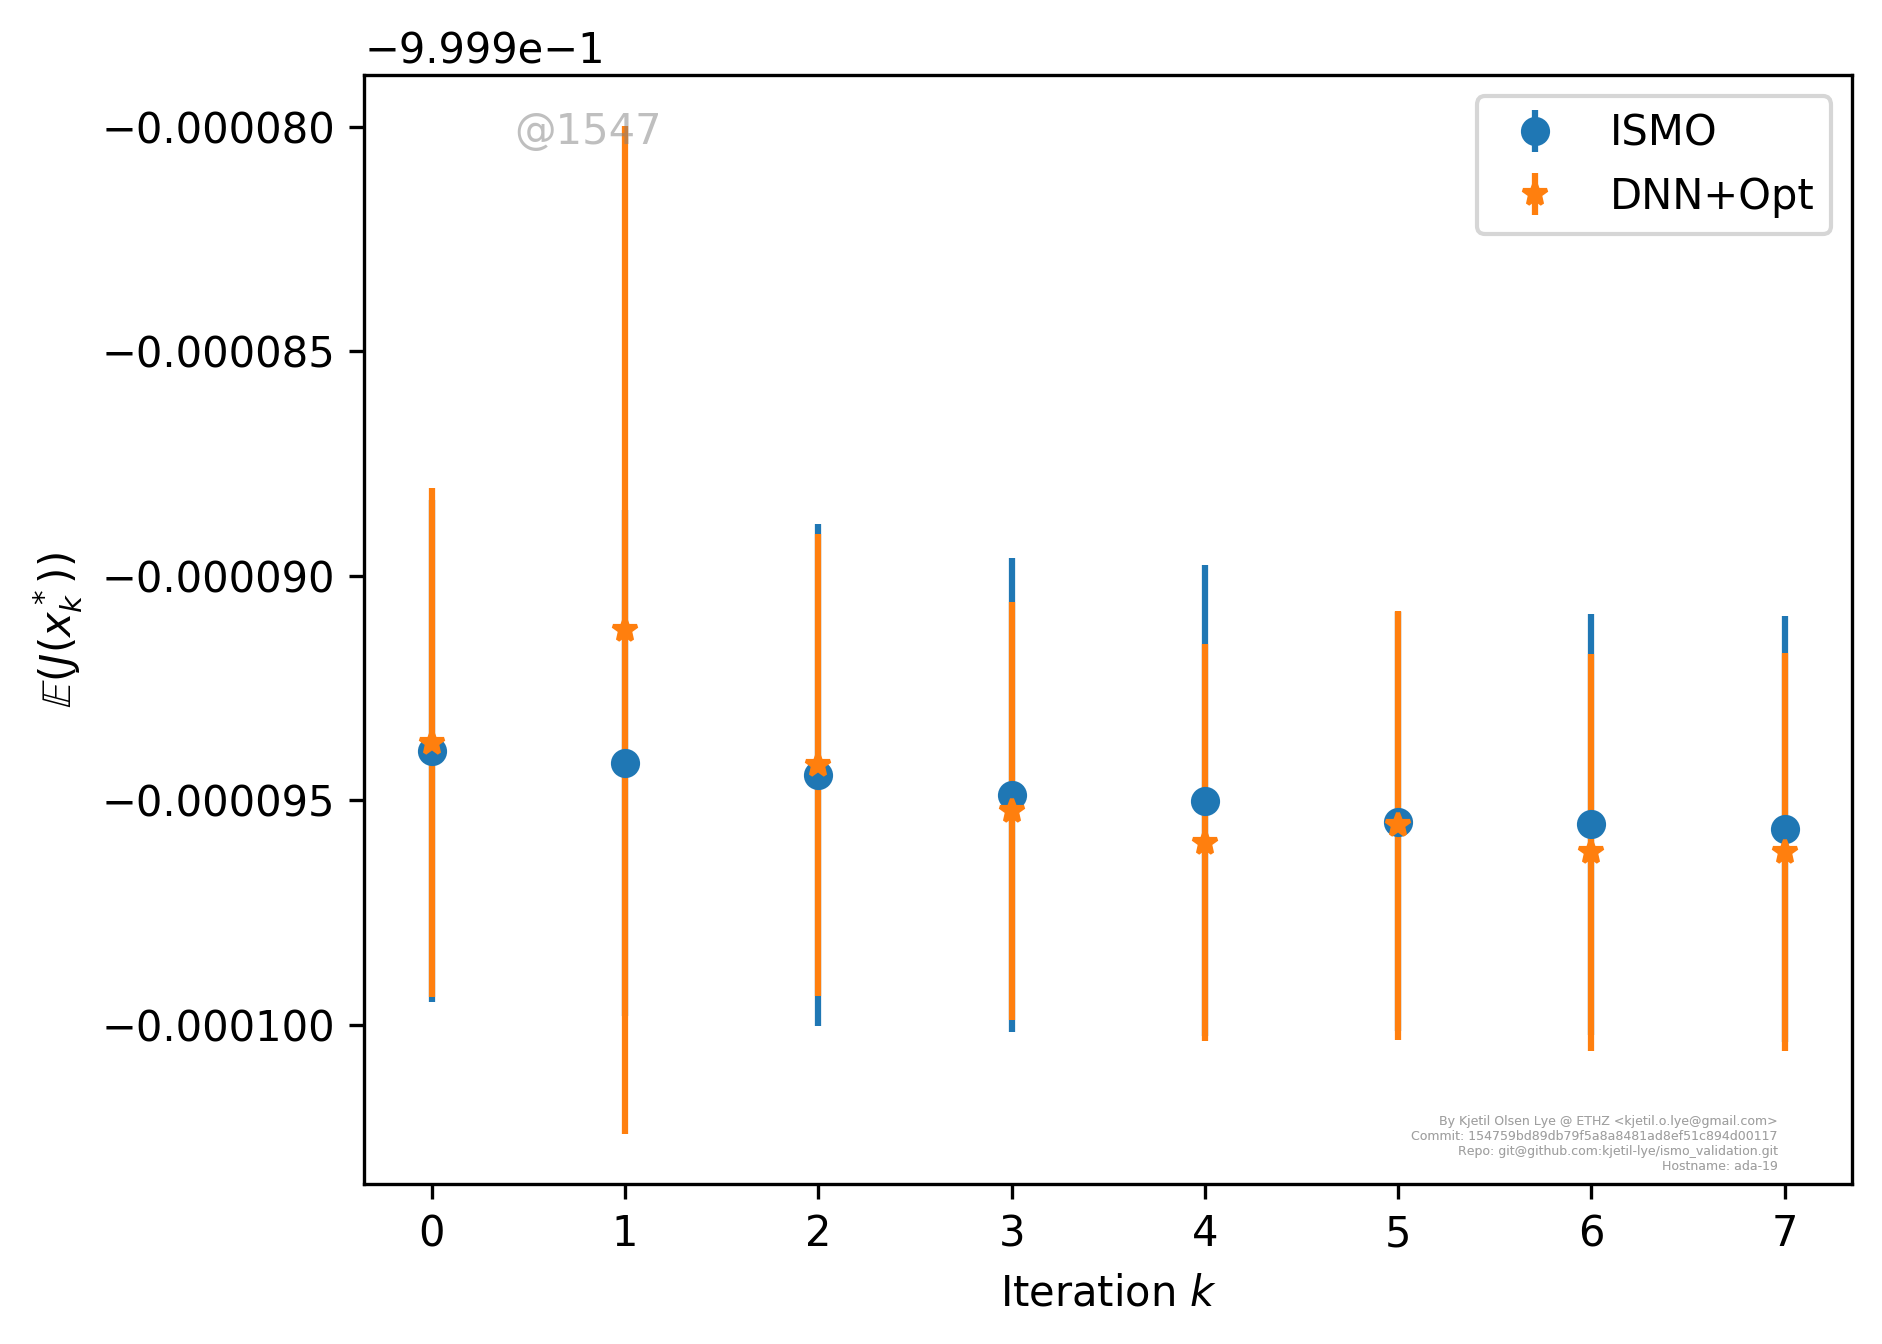 −9.999e−1
@1547
−0.000080
−0.000085
−0.000090
−0.000095
−0.000100
𝔼(J(x*k))
ISMO
DNN+Opt
By Kjetil Olsen Lye @ ETHZ <kjetil.o.lye@gmail.com>
Commit: 154759bd89db79f5a8a8481ad8ef51c894d00117
Repo: git@github.com:kjetil-lye/ismo_validation.git
Hostname: ada-19
0 1 2 3 4 5 6 7
Iteration k